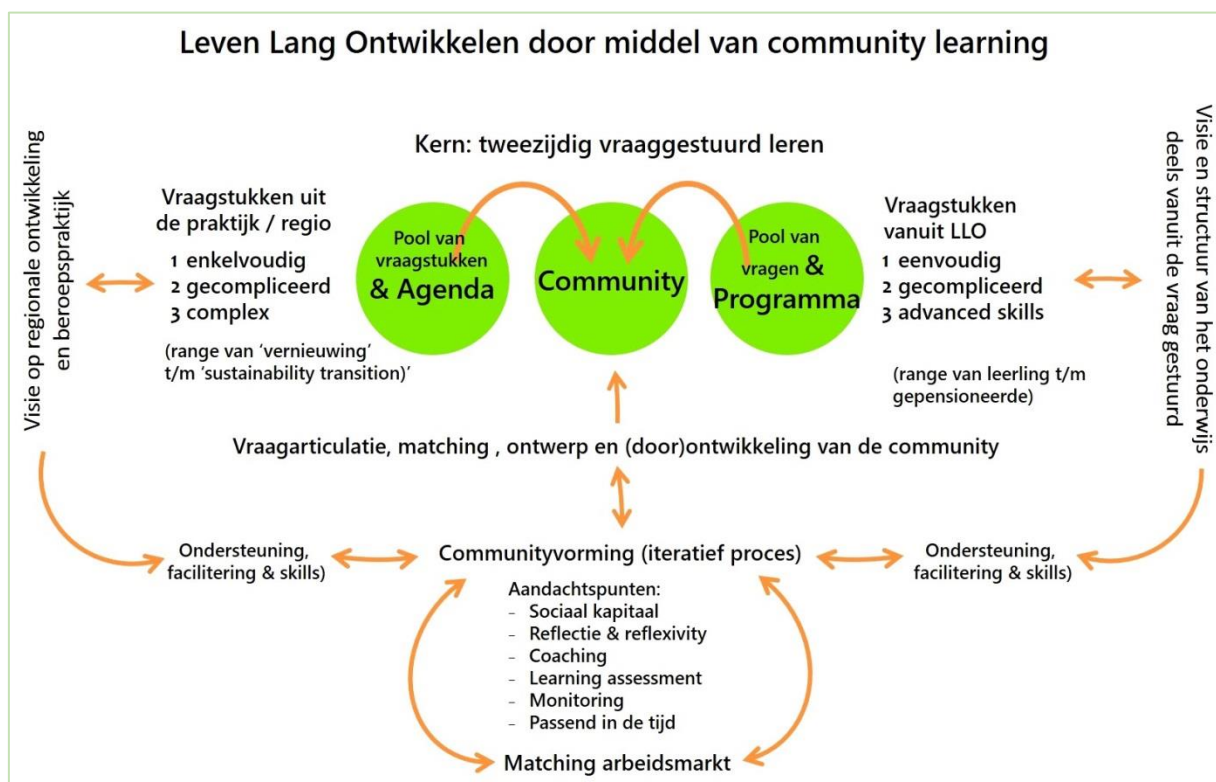 Leven Lang Ontwikkelen door middel van community learning
Visie op regionale ontwikkeling
en beroepspraktijk
Kern: tweezijdig vraaggestuurd leren
Vraagstukken uit
de praktijk / regio
1 enkelvoudig
2 gecompliceerd
3 complex
(range van ‘vernieuwing’
t/m ‘sustainability transition)’
Pool van
vraagstukken
& Agenda
Community
Pool van
vragen &
Programma
Vraagstukken
vanuit LLO
1 eenvoudig
2 gecompliceerd
3 advanced skills
(range van leerling t/m
gepensioneerde)
Visie en structuur van het onderwijs
deels vanuit de vraag gestuurd
Vraagarticulatie, matching , ontwerp en (door)ontwikkeling van de community
Ondersteuning,
facilitering & skills)
Communityvorming (iteratief proces)
Ondersteuning,
facilitering & skills)
Aandachtspunten:
- Sociaal kapitaal
- Reflectie & reflexivity
- Coaching
- Learning assessment
- Monitoring
- Passend in de tijd
Matching arbeidsmarkt